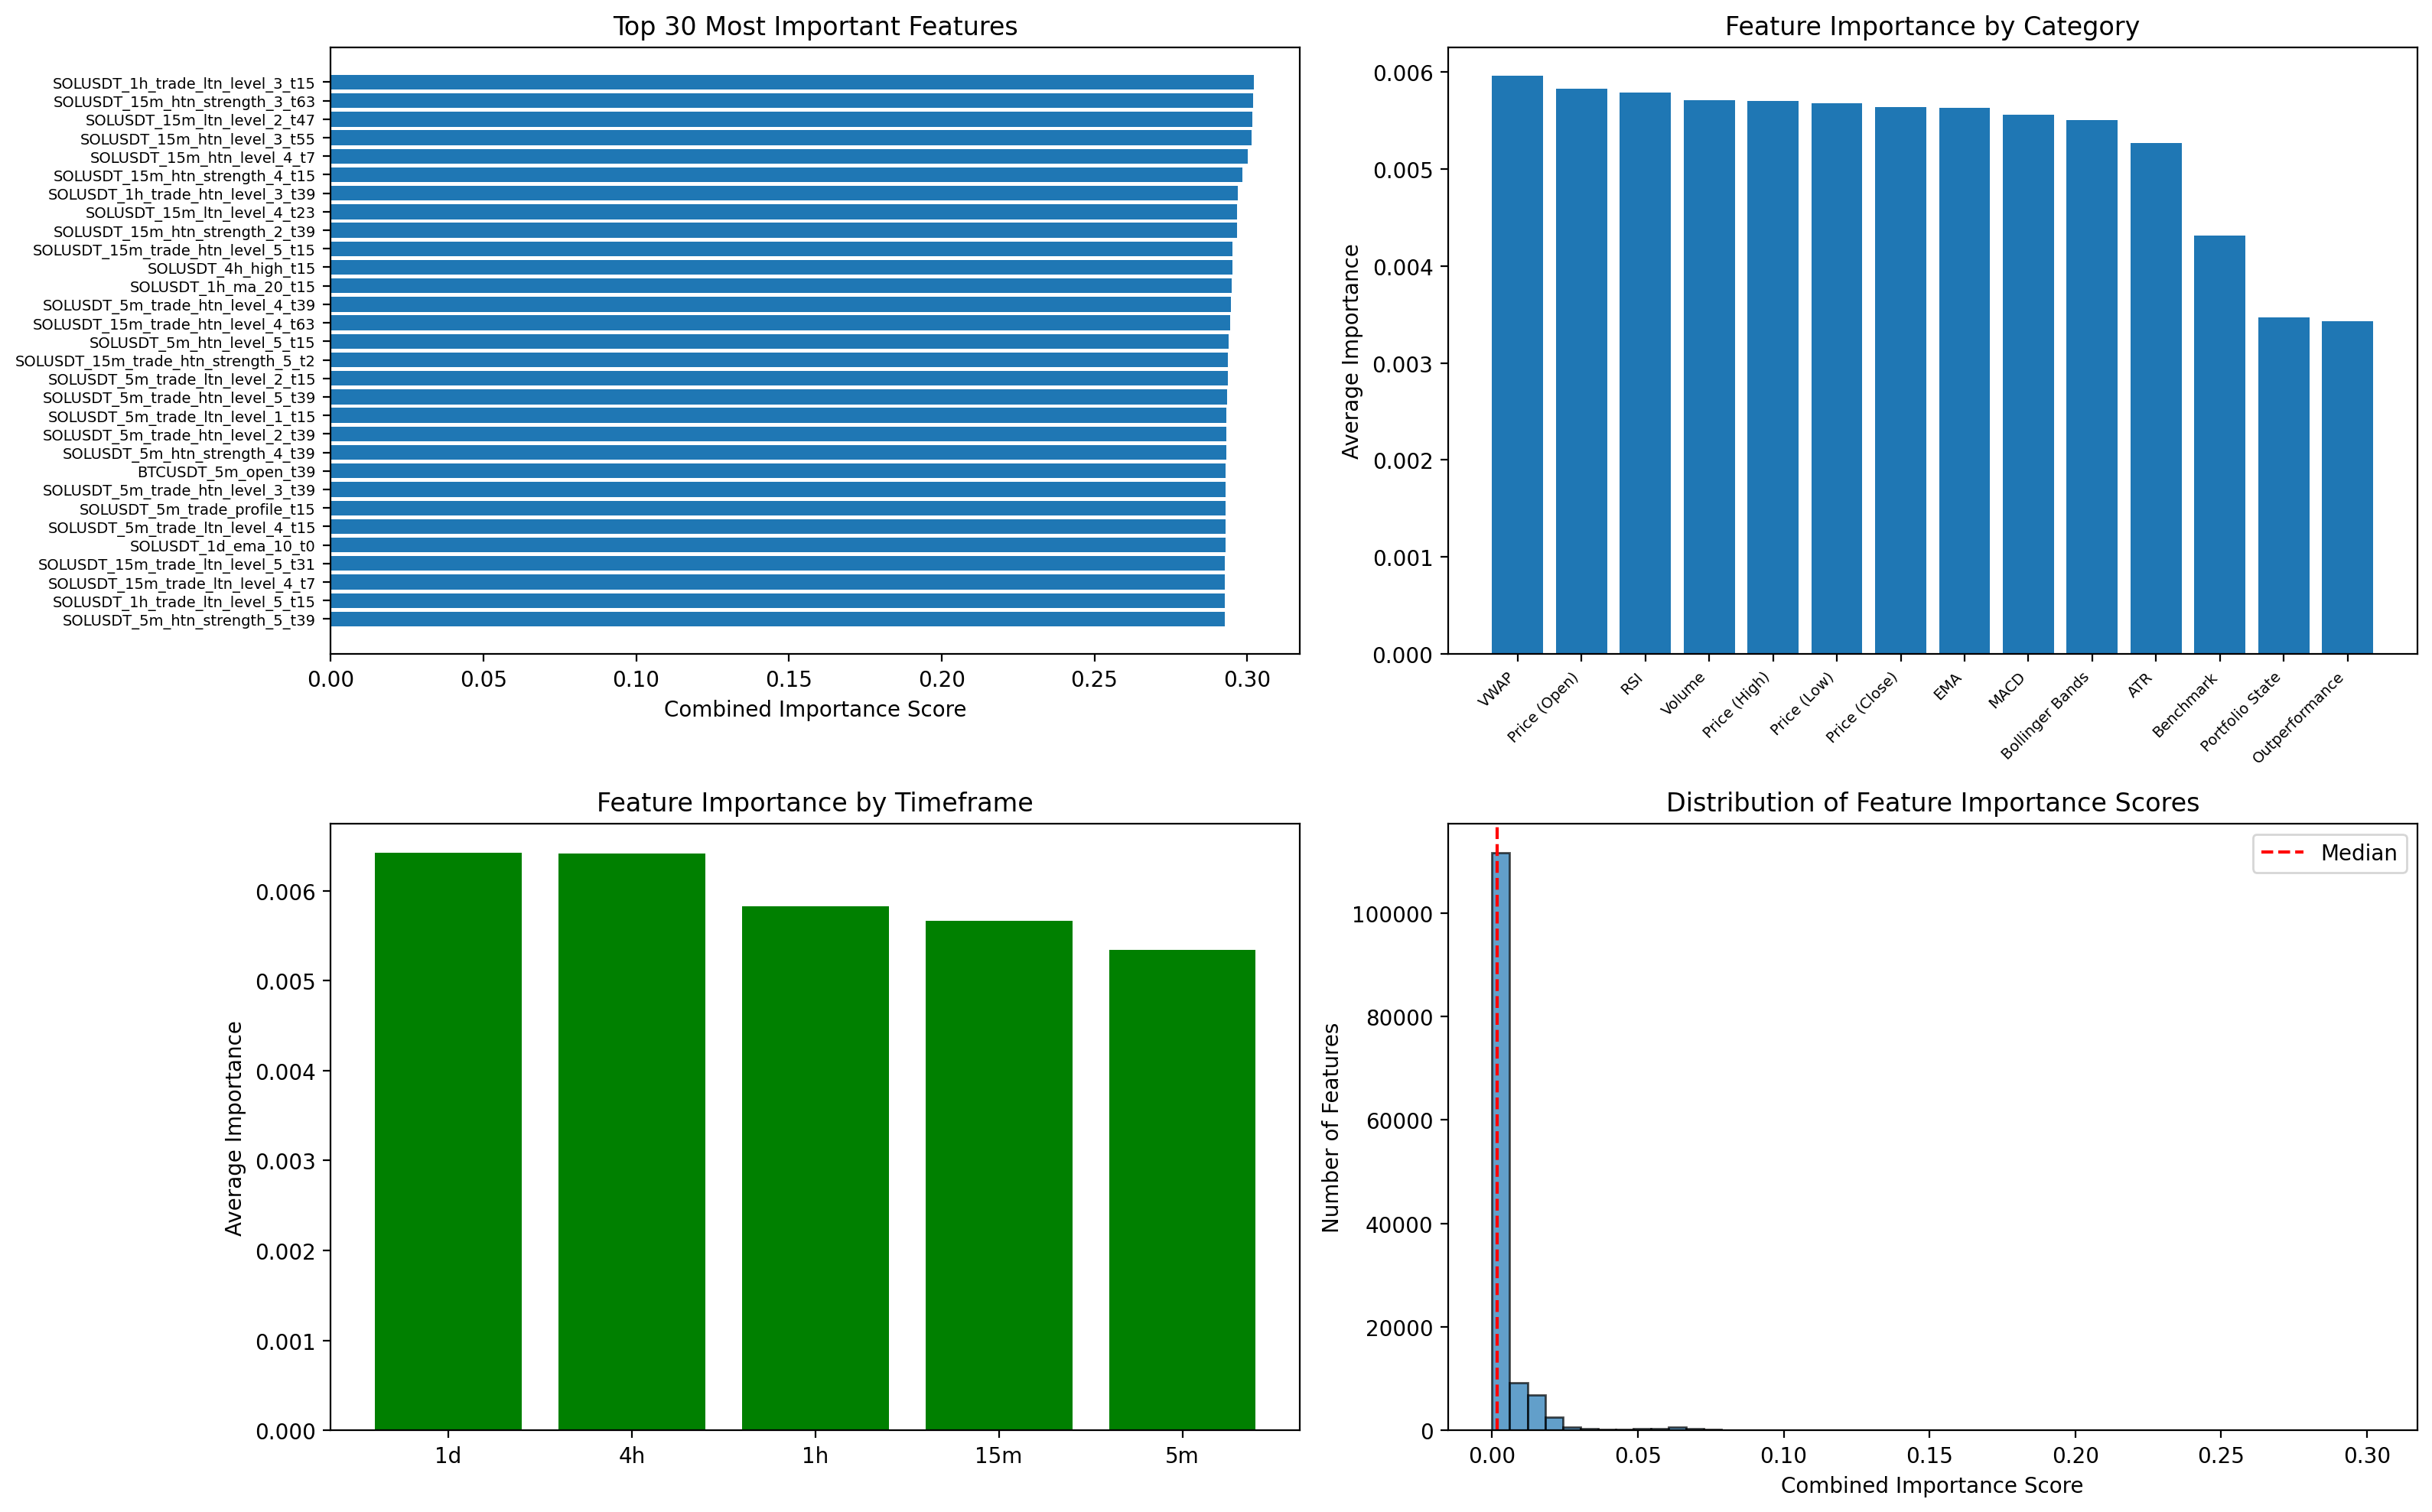 Top 30 Most Important Features
SOLUSDT_1h_trade_ltn_level_3_t15
SOLUSDT_15m_htn_strength_3_t63
SOLUSDT_15m_ltn_level_2_t47
SOLUSDT_15m_htn_level_3_t55
SOLUSDT_15m_htn_level_4_t7
SOLUSDT_15m_htn_strength_4_t15
SOLUSDT_1h_trade_htn_level_3_t39
SOLUSDT_15m_ltn_level_4_t23
SOLUSDT_15m_htn_strength_2_t39
SOLUSDT_15m_trade_htn_level_5_t15
SOLUSDT_4h_high_t15
SOLUSDT_1h_ma_20_t15
SOLUSDT_5m_trade_htn_level_4_t39
SOLUSDT_15m_trade_htn_level_4_t63
SOLUSDT_5m_htn_level_5_t15
SOLUSDT_15m_trade_htn_strength_5_t2
SOLUSDT_5m_trade_ltn_level_2_t15
SOLUSDT_5m_trade_htn_level_5_t39
SOLUSDT_5m_trade_ltn_level_1_t15
SOLUSDT_5m_trade_htn_level_2_t39
SOLUSDT_5m_htn_strength_4_t39
BTCUSDT_5m_open_t39
SOLUSDT_5m_trade_htn_level_3_t39
SOLUSDT_5m_trade_profile_t15
SOLUSDT_5m_trade_ltn_level_4_t15
SOLUSDT_1d_ema_10_t0
SOLUSDT_15m_trade_ltn_level_5_t31
SOLUSDT_15m_trade_ltn_level_4_t7
SOLUSDT_1h_trade_ltn_level_5_t15
SOLUSDT_5m_htn_strength_5_t39
0.00 0.05 0.10 0.15 0.20 0.25 0.30
Combined Importance Score
Feature Importance by Category
Average Importance
0.006
0.005
0.004
0.003
0.002
0.001
0.000
VWAP
Price (Open)
RSI
Volume
Price (High)
Price (Low)
Price (Close)
EMA
MACD
Bollinger Bands
ATR
Benchmark
Portfolio State
Outperformance
Feature Importance by Timeframe
Average Importance
0.006
0.005
0.004
0.003
0.002
0.001
0.000
1d 4h 1h 15m 5m
Distribution of Feature Importance Scores
Median
Number of Features
100000
80000
60000
40000
20000
0
0.00 0.05 0.10 0.15 0.20 0.25 0.30
Combined Importance Score